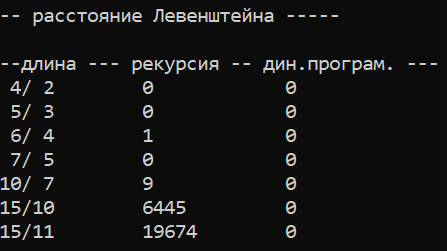 -- расстояние Левенштейна -----
--длина --- рекурсия -- дин.програм. ---
4/ 2 0 0
5/ 3 0 0
6/ 4 1 0
7/ 5 0 0
10/ 7 9 0
15/10 6445 0
15/11 19674 0